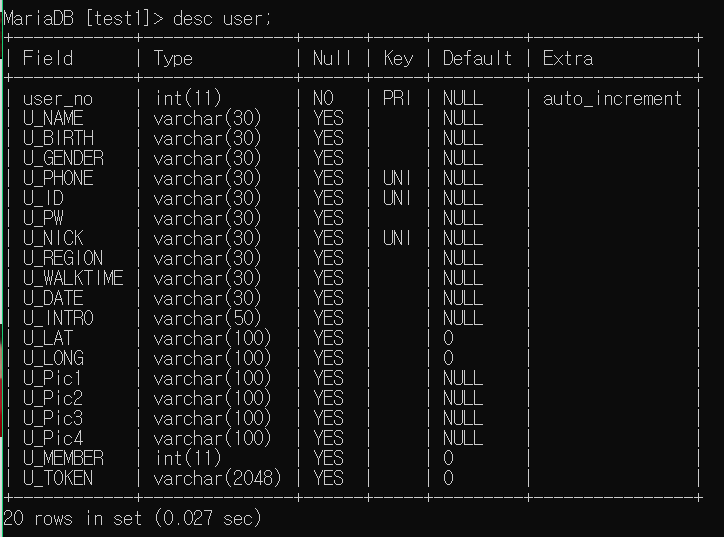 MariaDB [test1]> desc user;
+------------+---------------+------+-----+---------+----------------+
| Field      | Type          | Null | Key | Default | Extra          |
+------------+---------------+------+-----+---------+----------------+
| user_no    | int(11)       | NO   | PRI | NULL    | auto_increment |
| U_NAME     | varchar(30)   | YES  |     | NULL    |                |
| U_BIRTH    | varchar(30)   | YES  |     | NULL    |                |
| U_GENDER   | varchar(30)   | YES  |     | NULL    |                |
| U_PHONE    | varchar(30)   | YES  | UNI | NULL    |                |
| U_ID       | varchar(30)   | YES  | UNI | NULL    |                |
| U_PW       | varchar(30)   | YES  |     | NULL    |                |
| U_NICK     | varchar(30)   | YES  | UNI | NULL    |                |
| U_REGION   | varchar(30)   | YES  |     | NULL    |                |
| U_WALKTIME | varchar(30)   | YES  |     | NULL    |                |
| U_DATE     | varchar(30)   | YES  |     | NULL    |                |
| U_INTRO    | varchar(50)   | YES  |     | NULL    |                |
| U_LAT      | varchar(100)  | YES  |     | 0       |                |
| U_LONG     | varchar(100)  | YES  |     | 0       |                |
| U_Pic1     | varchar(100)  | YES  |     | NULL    |                |
| U_Pic2     | varchar(100)  | YES  |     | NULL    |                |
| U_Pic3     | varchar(100)  | YES  |     | NULL    |                |
| U_Pic4     | varchar(100)  | YES  |     | NULL    |                |
| U_MEMBER   | int(11)       | YES  |     | 0       |                |
| U_TOKEN    | varchar(2048) | YES  |     | 0       |                |
+------------+---------------+------+-----+---------+----------------+
20 rows in set (0.027 sec)